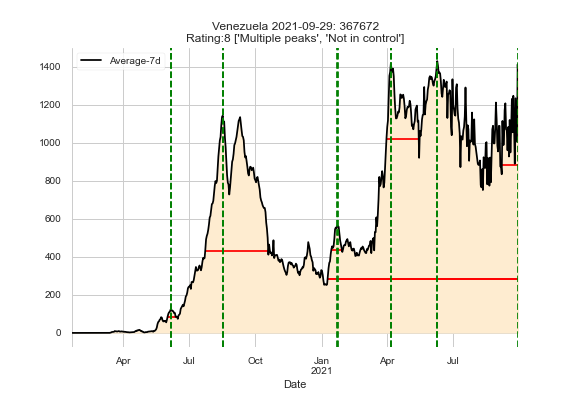 Venezuela 2021-09-29: 367672
Rating:8 ['Multiple peaks', 'Not in control']
Average-7d
1400
1200
1000
800
600
400
200
0
Apr
Jul
Oct
Jan
2021
Apr
Jul
Date